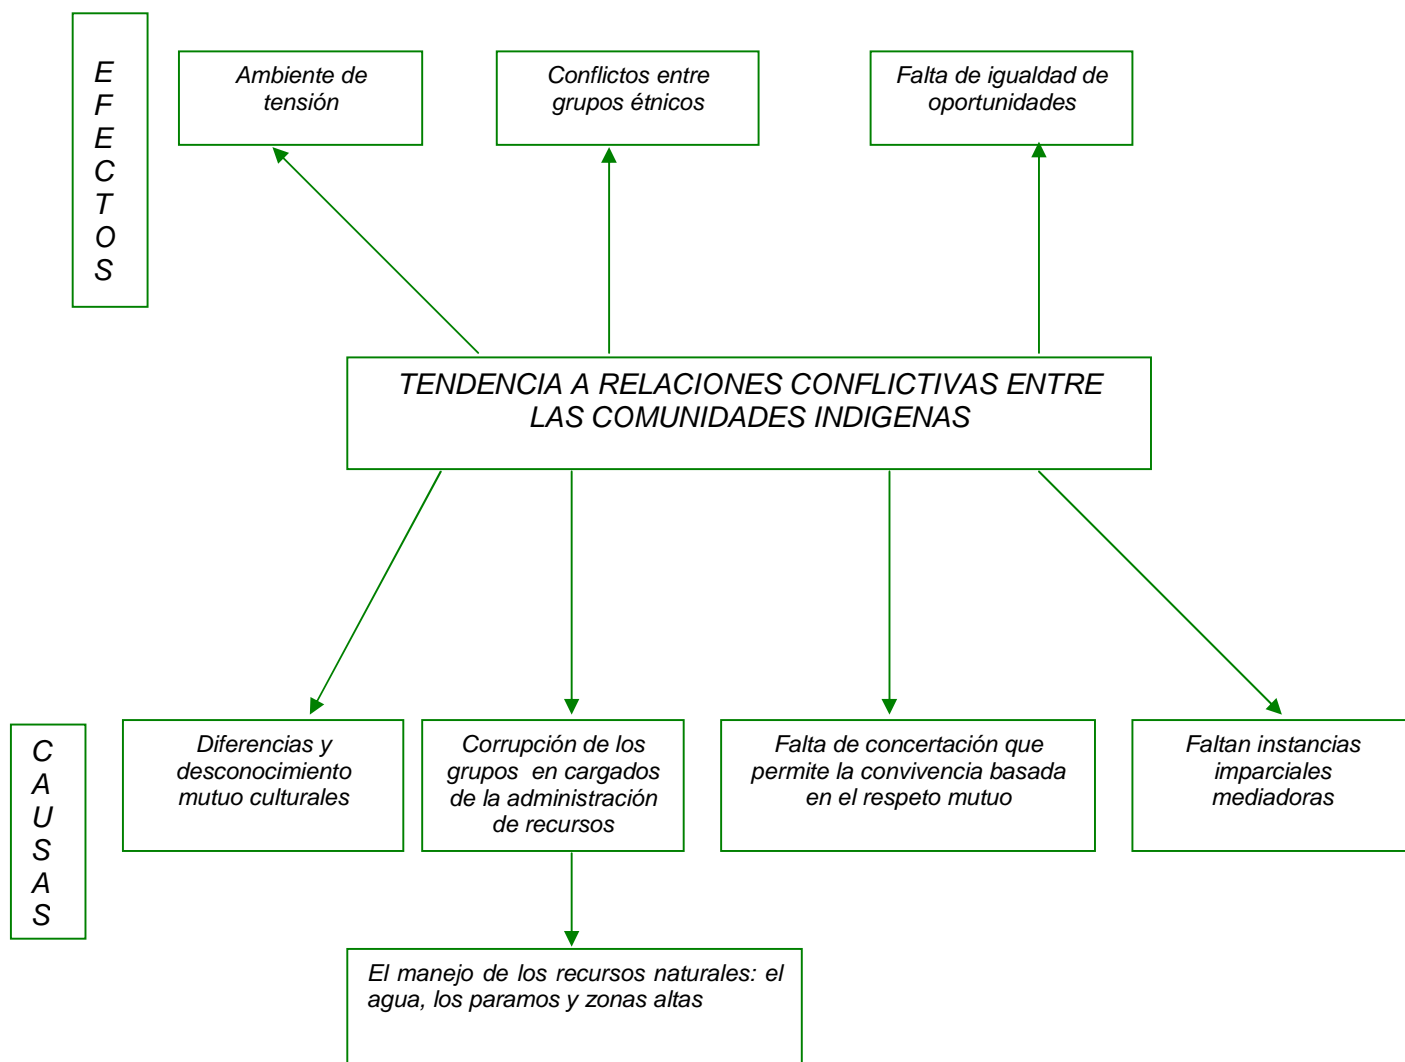 E
F
E
C
T
O
S
Ambiente de
tensión
Conflictos entre
grupos étnicos
Falta de igualdad de
oportunidades
TENDENCIA A RELACIONES CONFLICTIVAS ENTRE
LAS COMUNIDADES INDIGENAS
C
A
U
S
A
S
Diferencias y
desconocimiento
mutuo culturales
Corrupción de los
grupos en cargados
de la administración
de recursos
Falta de concertación que
permite la convivencia basada
en el respeto mutuo
Faltan instancias
imparciales
mediadoras
El manejo de los recursos naturales: el
agua, los paramos y zonas altas